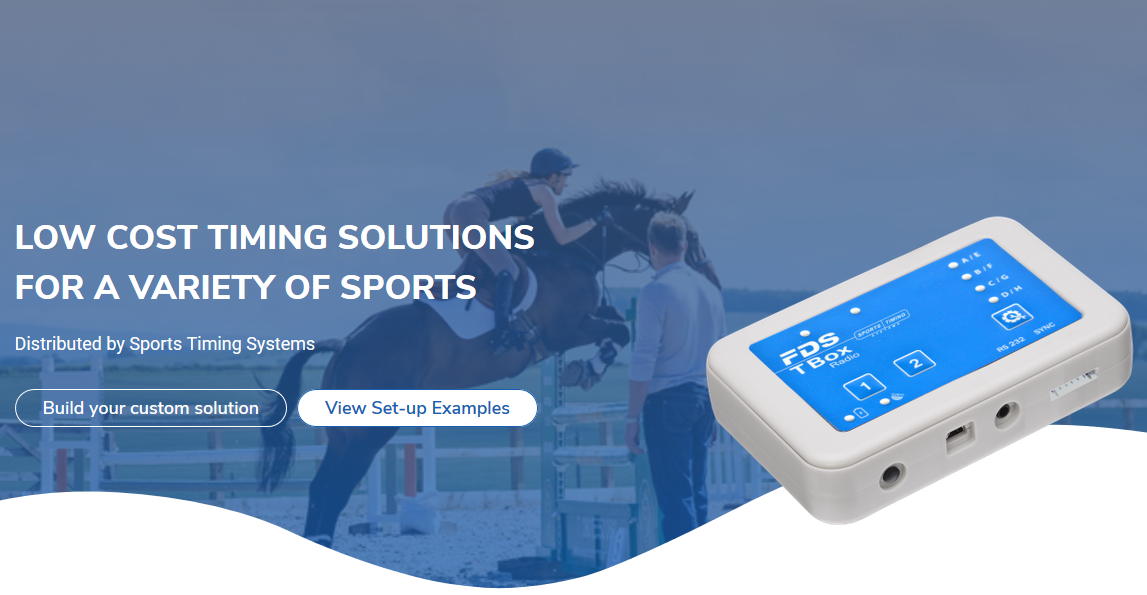 LOW COST TIMING SOLUTIONS
FOR A VARIETY OF SPORTS
Distributed by Sports Timing Systems
Build your custom solution
View Set-up Examples
FDS
SPORTS TIMING
TBox
Radio
1
2
A / E
B / F
C / G
D / H
RS 232
SYNC